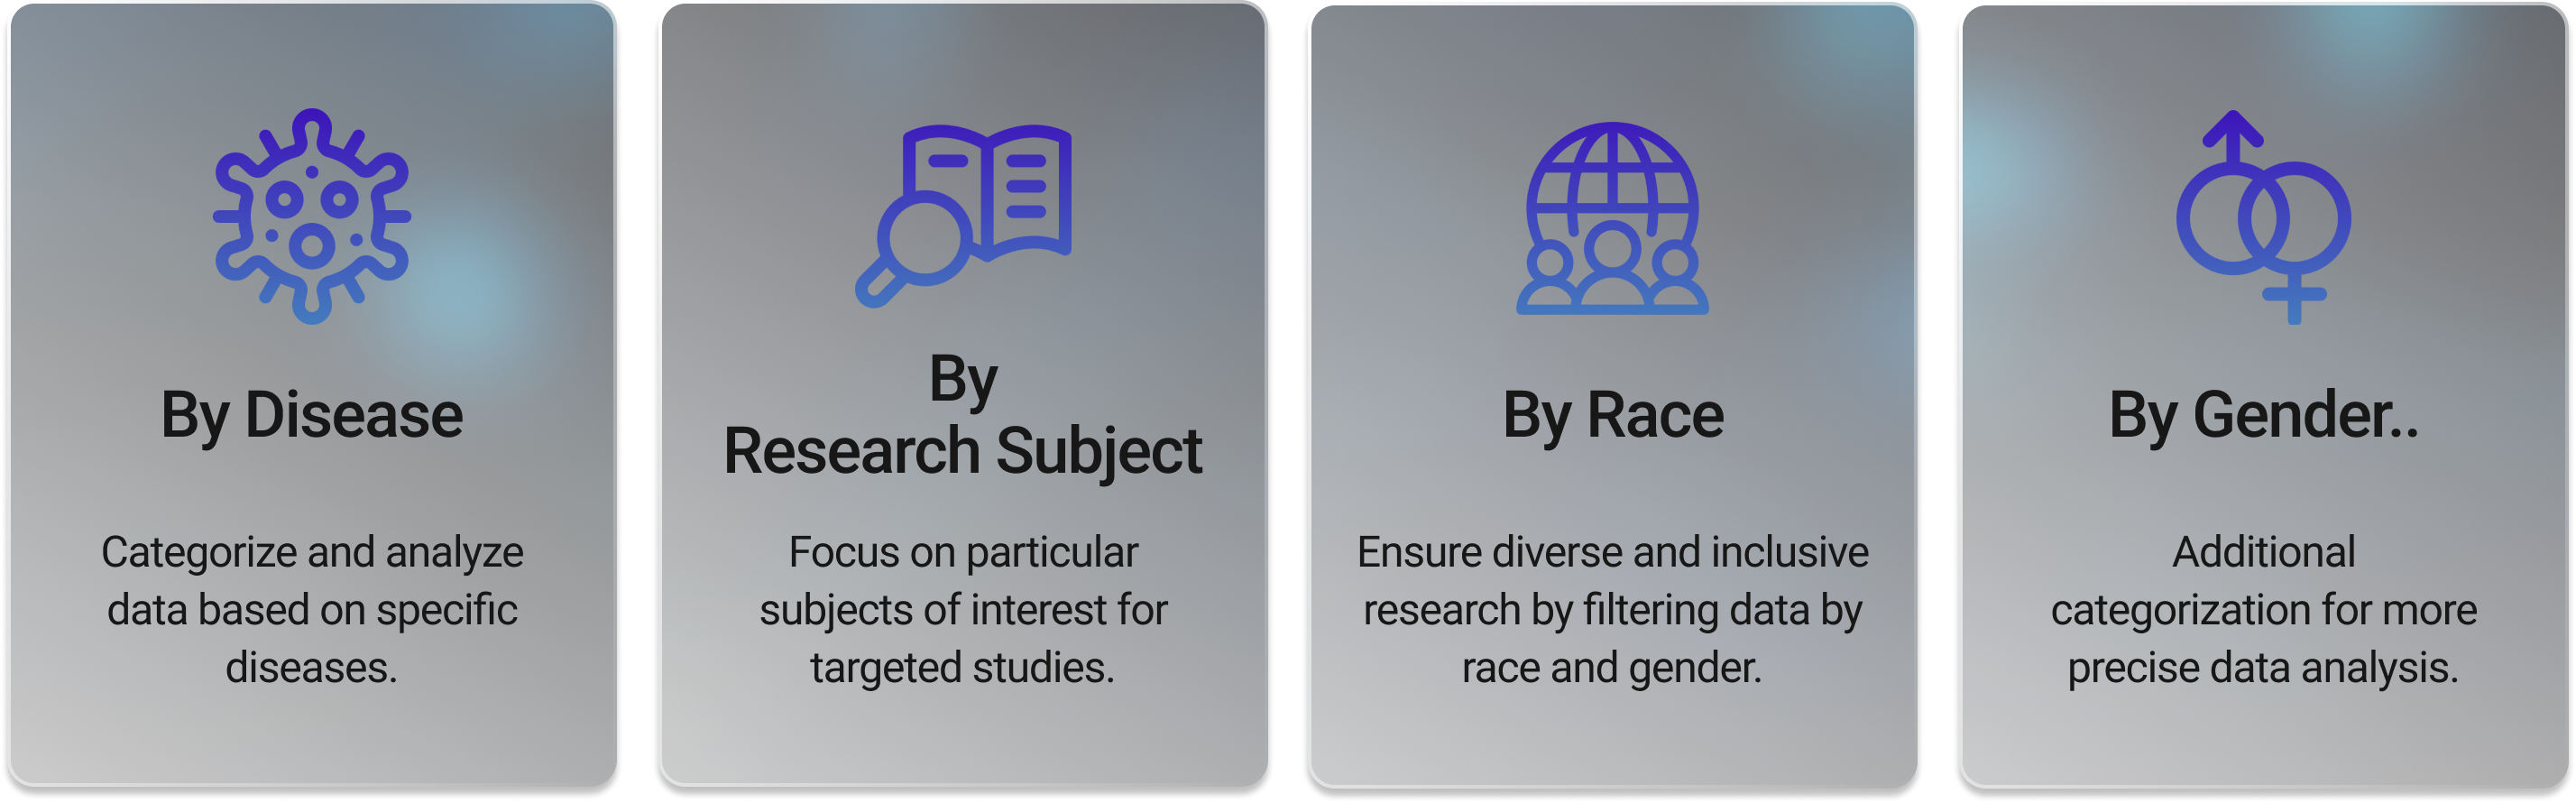 By Disease
Categorize and analyze
data based on specific
diseases.
By
Research Subject
Focus on particular
subjects of interest for
targeted studies.
By Race
Ensure diverse and inclusive
research by filtering data by
race and gender.
By Gender..
Additional
categorization for more
precise data analysis.